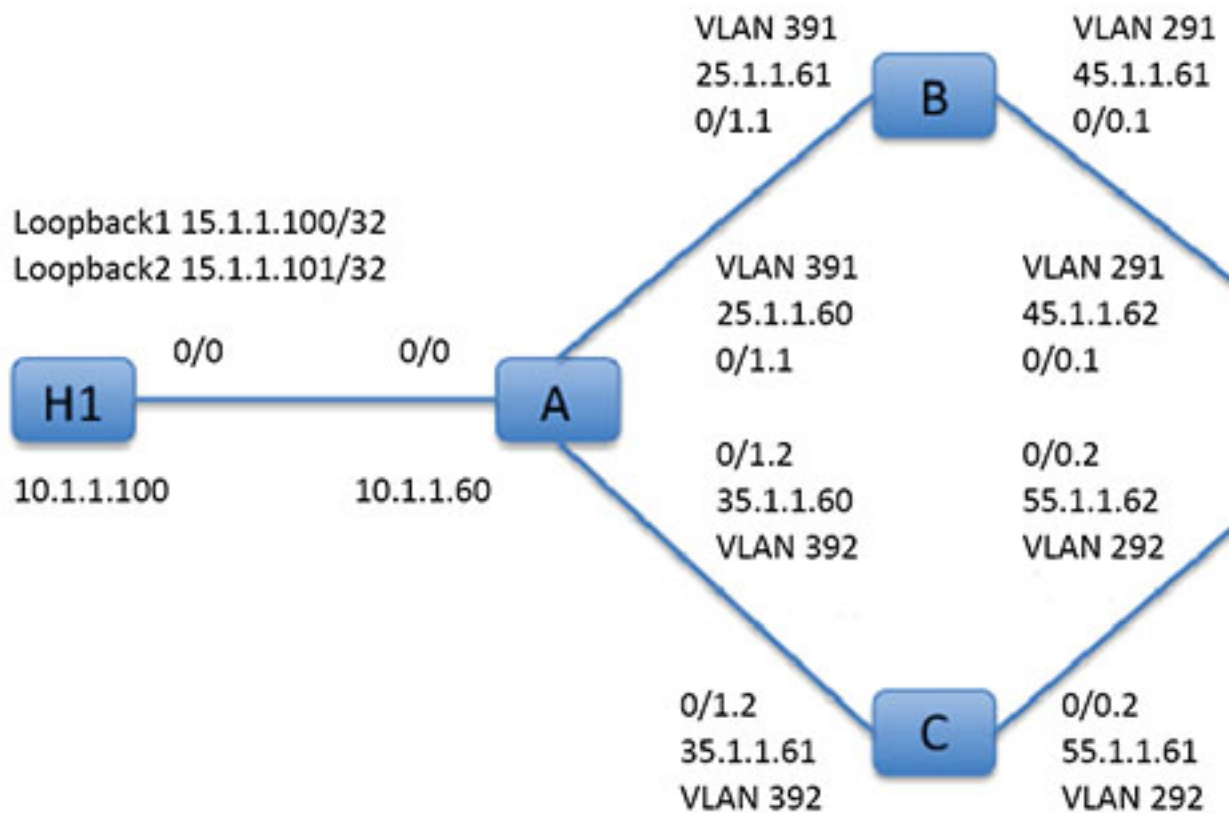 VLAN 391
25.1.1.61
0/1.1
B
VLAN 291
45.1.1.61
0/0.1
Loopback1 15.1.1.100/32
Loopback2 15.1.1.101/32
0/0
0/0
H1
A
10.1.1.100
10.1.1.60
VLAN 391
25.1.1.60
0/1.1
VLAN 291
45.1.1.62
0/0.1
0/1.2
35.1.1.60
VLAN 392
0/0.2
55.1.1.62
VLAN 292
0/1.2
35.1.1.61
VLAN 392
C
0/0.2
55.1.1.61
VLAN 292